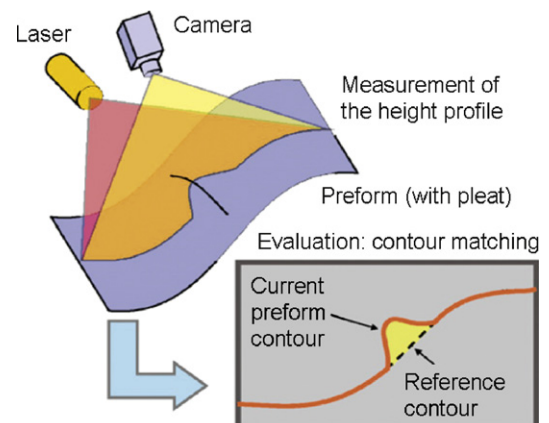 Laser
Camera
Measurement of
the height profile
Preform (with pleat)
Evaluation: contour matching
Current
preform
contour
Reference
contour